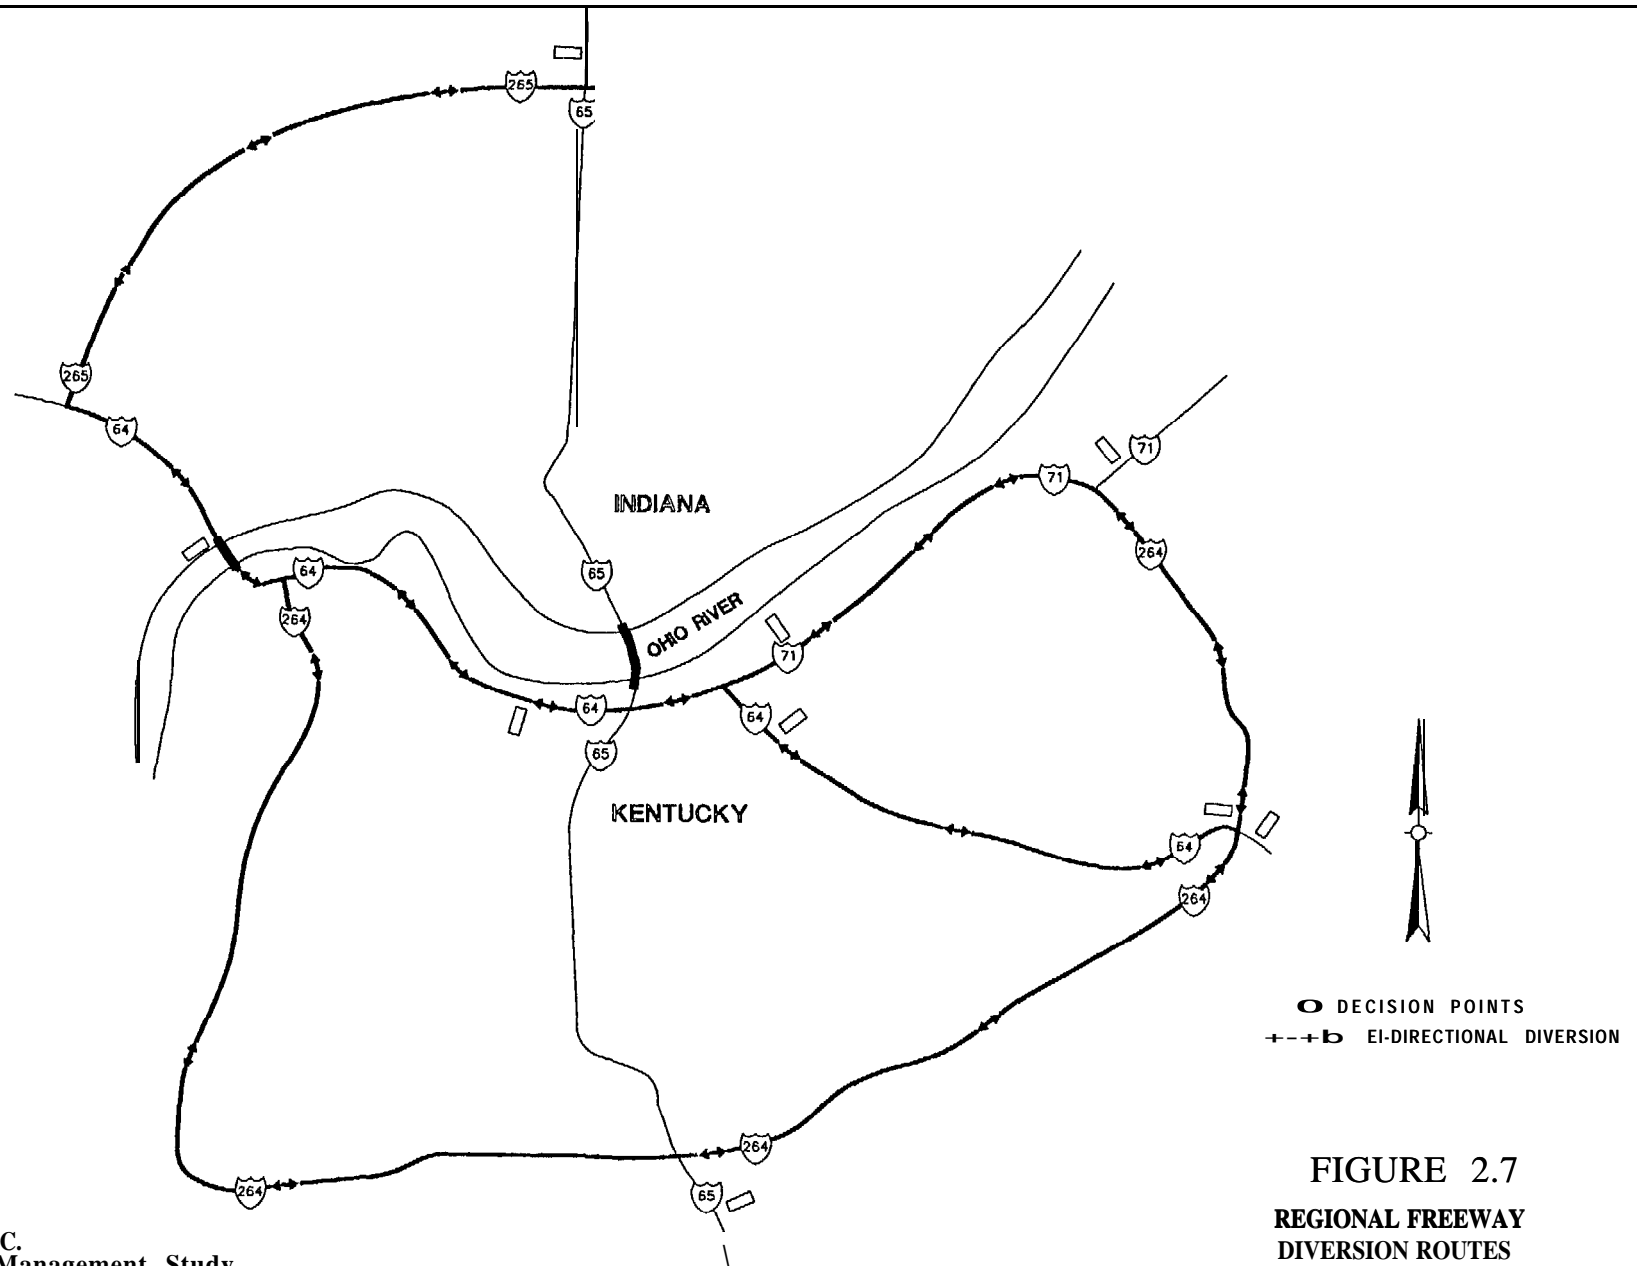 265
65
265
64
71
71
INDIANA
264
64
65
264
OHIO RIVER
71
64
64
65
KENTUCKY
64
264
O DECISION POINTS
+-+b EI-DIRECTIONAL DIVERSION
264
FIGURE 2.7
264
65
REGIONAL FREEWAY
C.
DIVERSION ROUTES
Management Study